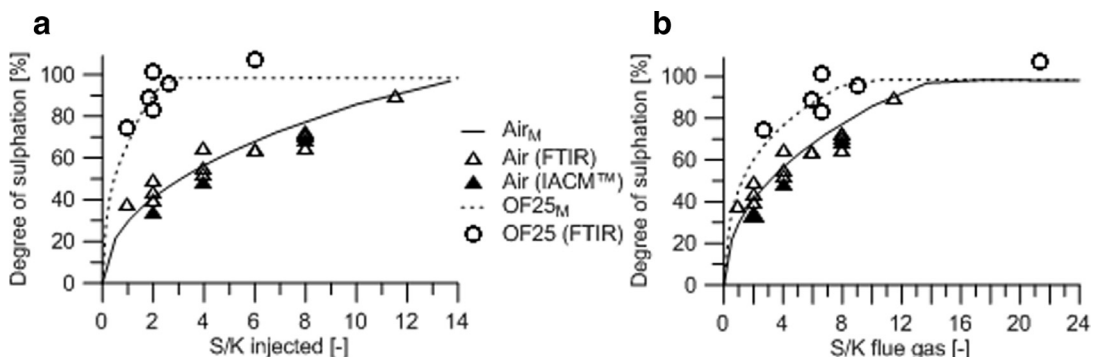 a
Degree of sulphation [%]
100
80
60
40
20
0
0 2 4 6 8 10 12 14
S/K injected [-]
Air_M
Air (FTIR)
Air (IACM™)
OF25_M
OF25 (FTIR)
b
Degree of sulphation [%]
100
80
60
40
20
0
0 4 8 12 16 20 24
S/K flue gas [-]